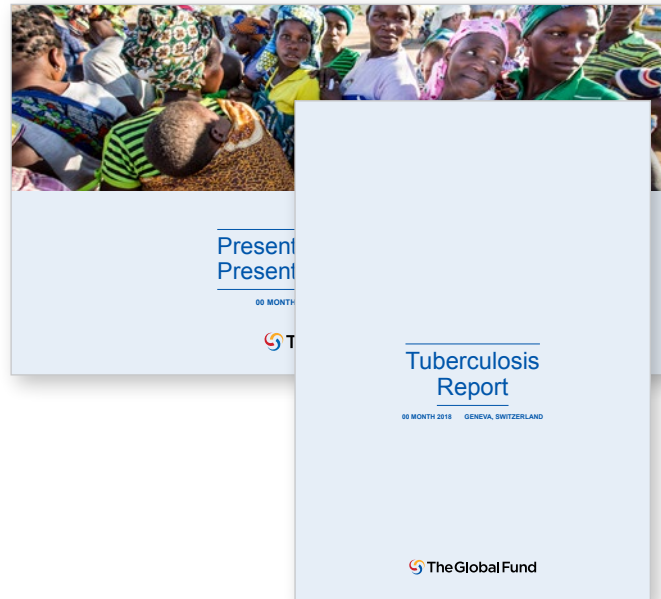 Present
Present
00 MONTH
T
Tuberculosis
Report
00 MONTH 2018 GENEVA, SWITZERLAND
The Global Fund